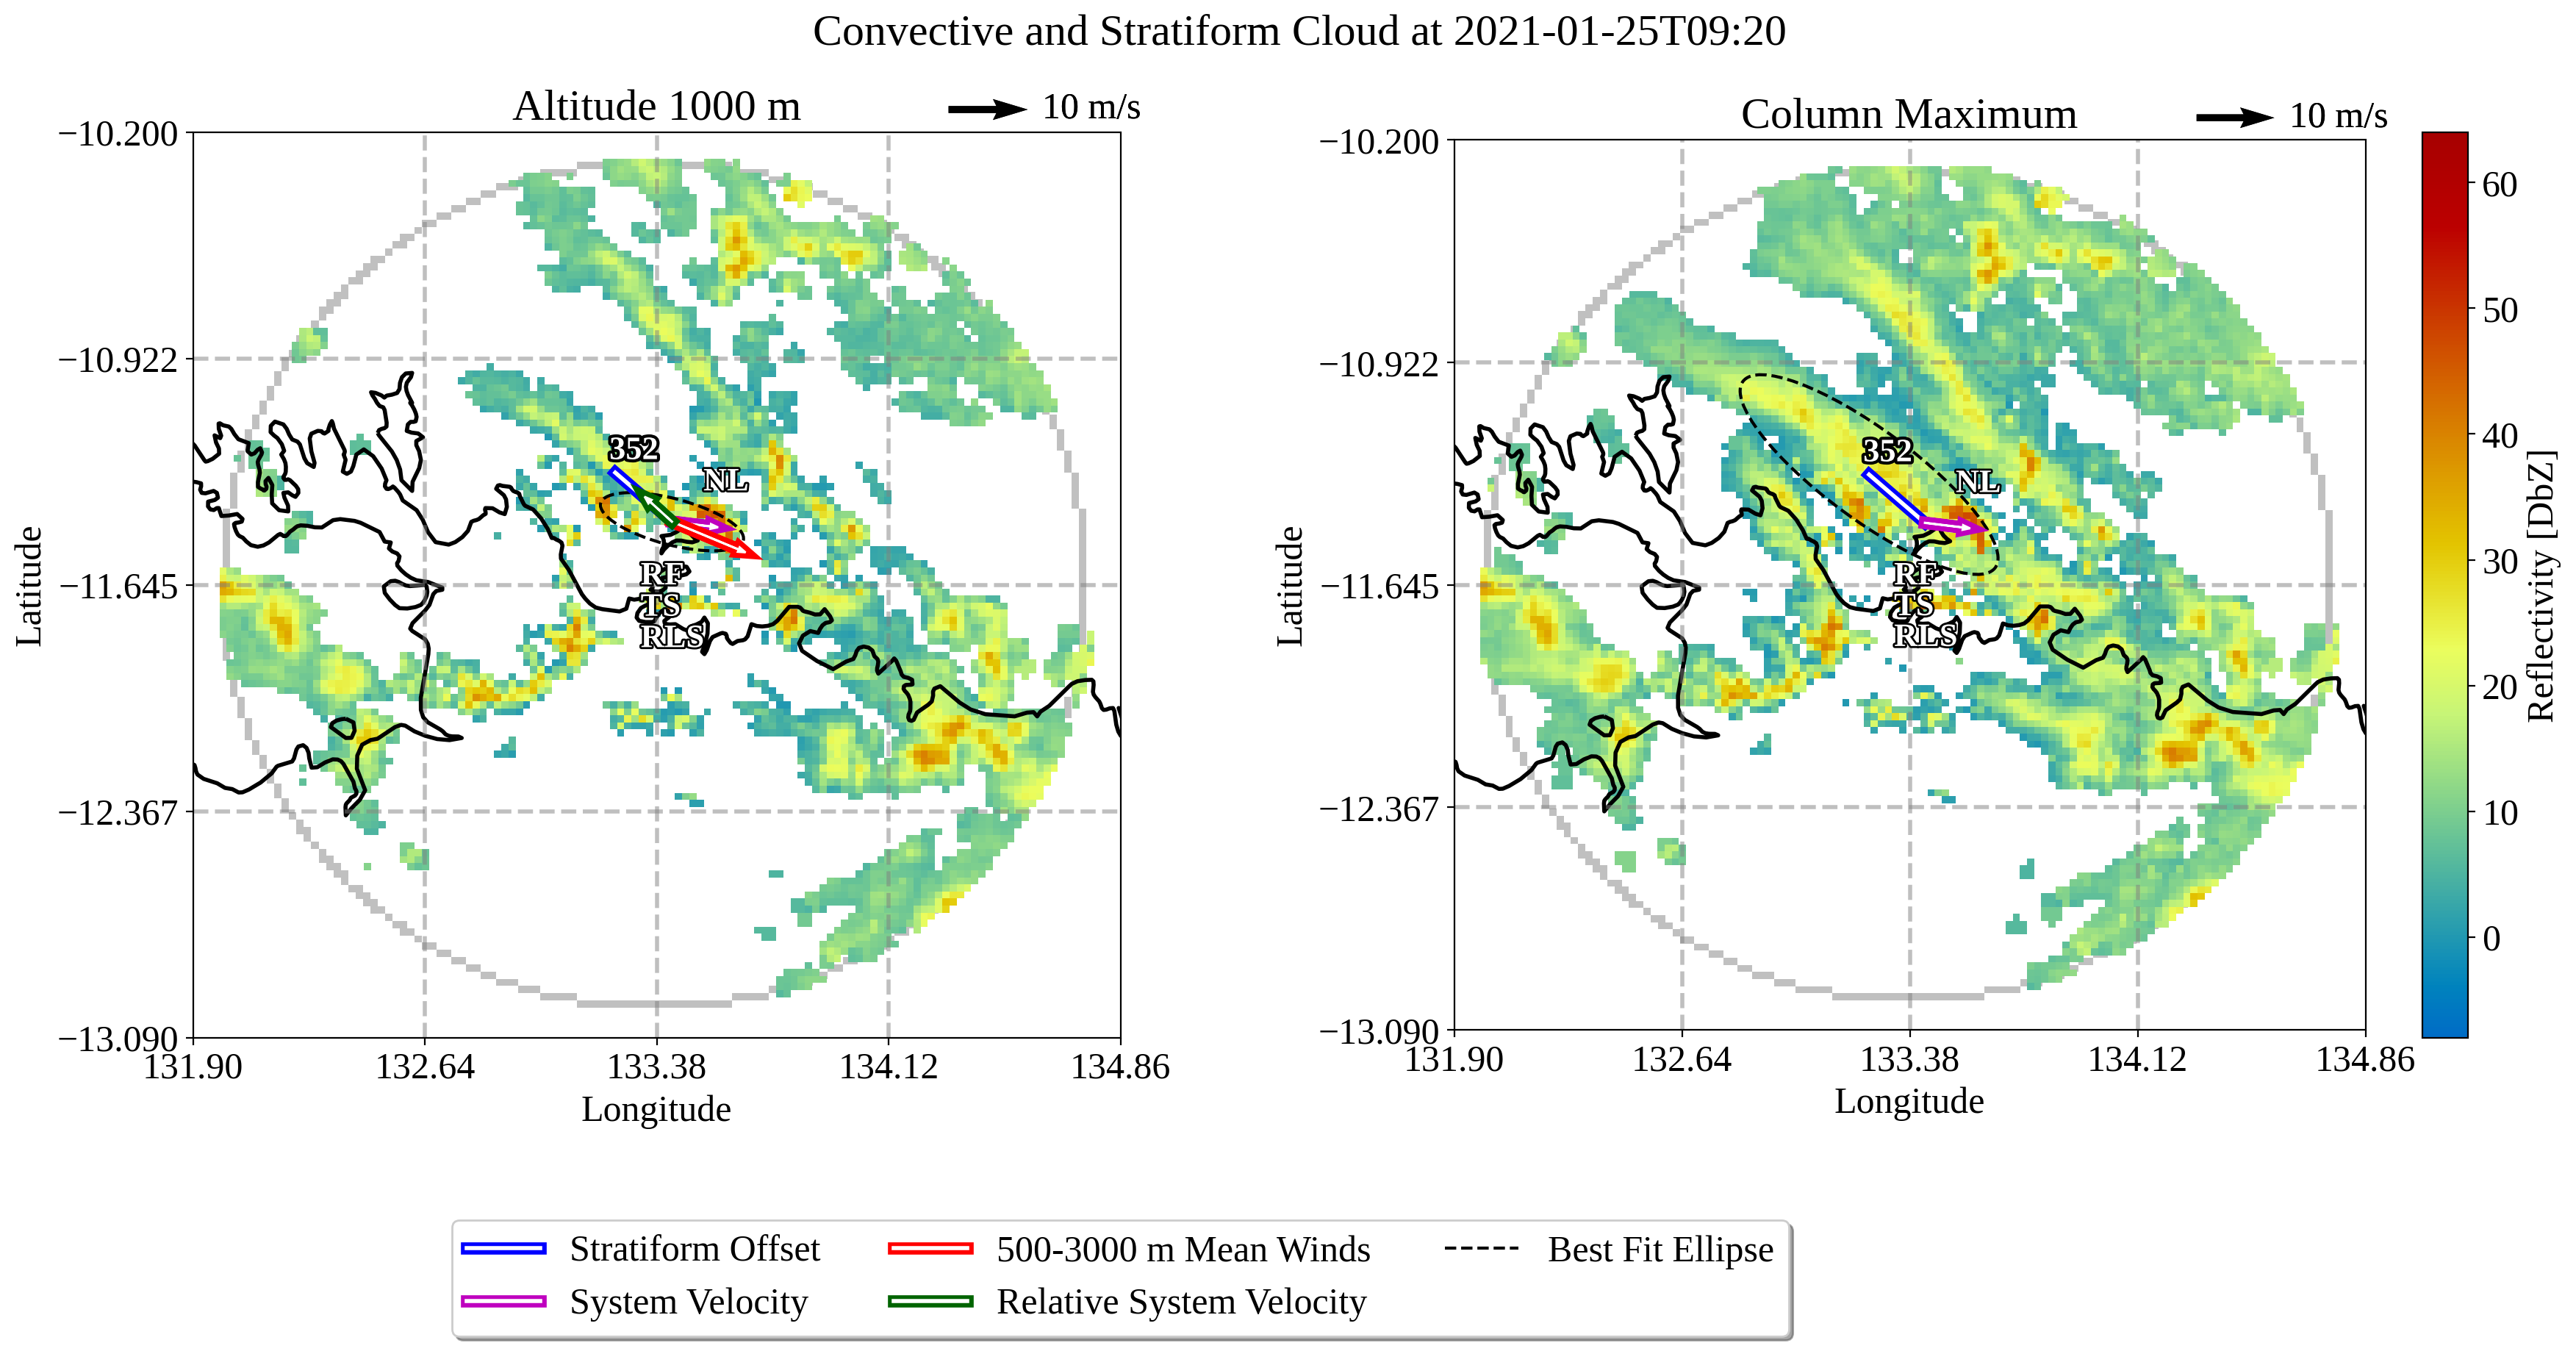 Convective and Stratiform Cloud at 2021-01-25T09:20
Altitude 1000 m
10 m/s
−10.200
−10.922
−11.645
−12.367
−13.090
131.90
132.64
133.38
134.12
134.86
Latitude
Longitude
352
NL
RF
TS
RLS
Column Maximum
10 m/s
−10.200
−10.922
−11.645
−12.367
−13.090
131.90
132.64
133.38
134.12
134.86
Latitude
Longitude
352
NL
RF
TS
RLS
60
50
40
30
20
10
0
Reflectivity [DbZ]
Stratiform Offset
System Velocity
500-3000 m Mean Winds
Relative System Velocity
Best Fit Ellipse